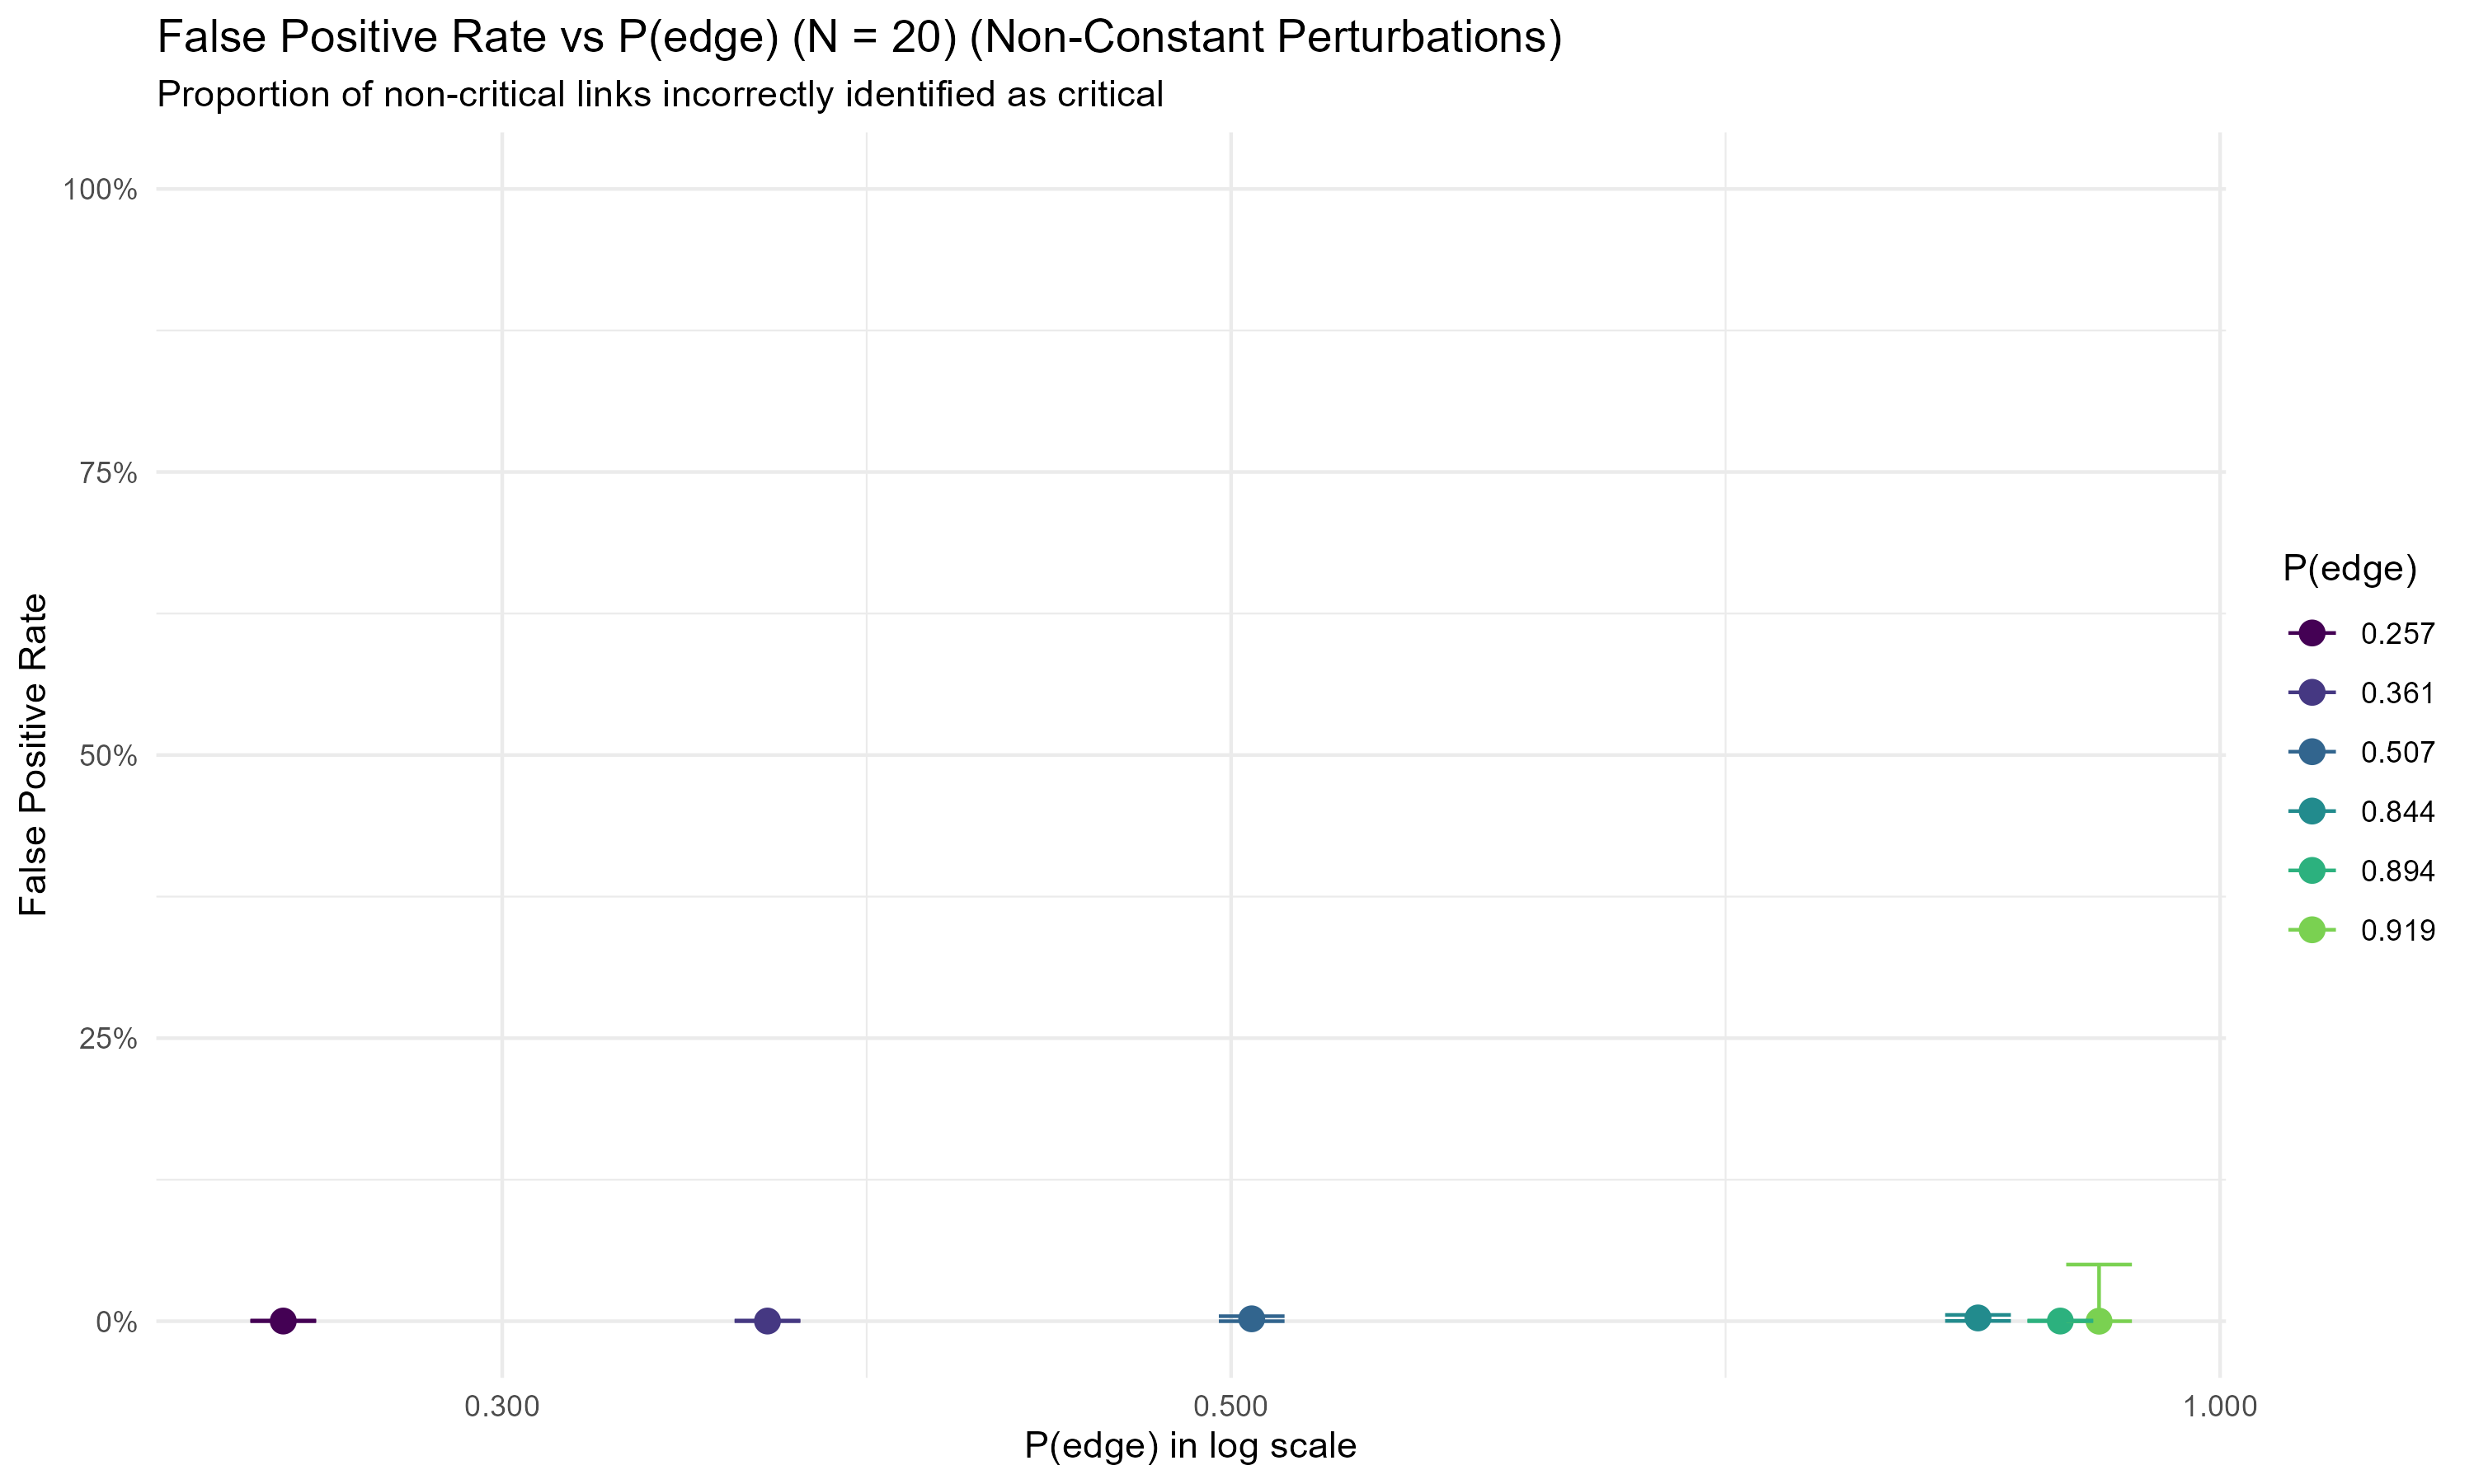 False Positive Rate vs P(edge) (N = 20) (Non-Constant Perturbations)
Proportion of non-critical links incorrectly identified as critical
False Positive Rate
100%
75%
50%
25%
0%
0.300
0.500
1.000
P(edge) in log scale
P(edge)
0.257
0.361
0.507
0.844
0.894
0.919